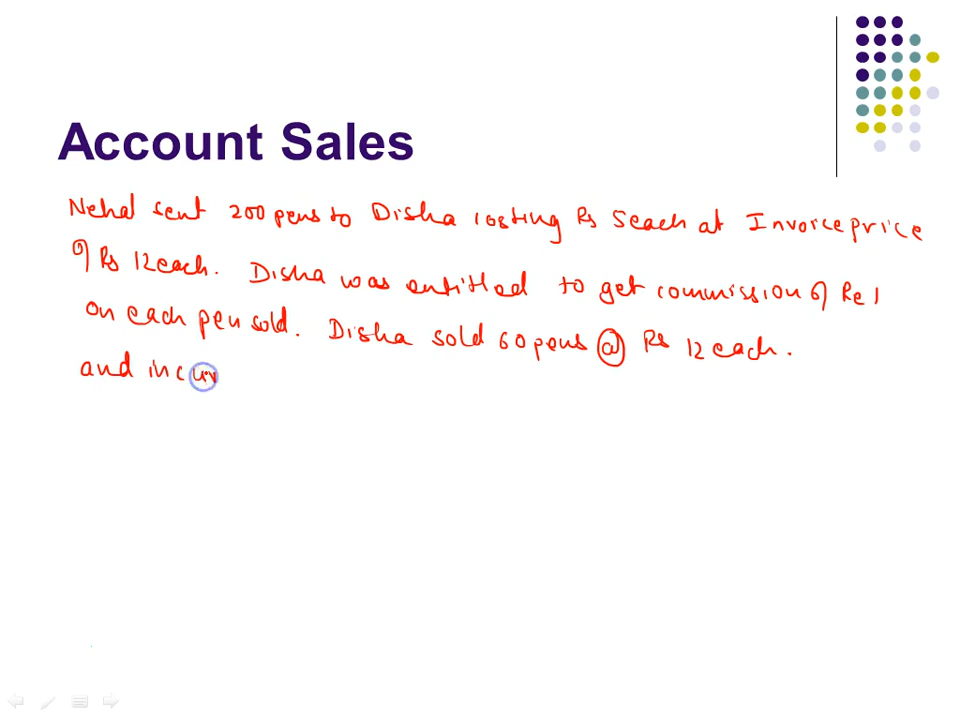 Account Sales
Nehal sent 200 pens to Disha costing Rs 5 each at Invoice price
of Rs 12 each. Disha was entitled to get commission of Re 1
on each pen sold. Disha sold 60 pens @ Rs 12 each.
and incur